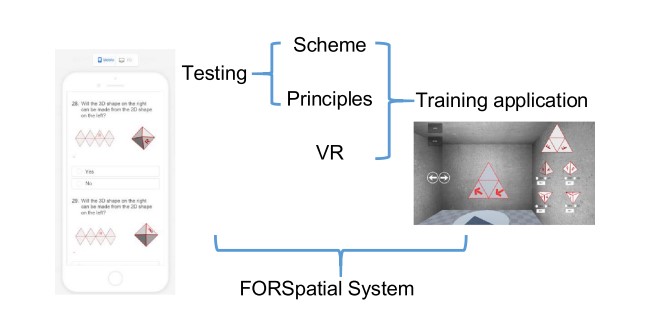 Scheme
Testing
Principles
Training application
VR
28. Will the 3D shape on the right
can be made from the 2D shape
on the left?
Yes
No
29. Will the 3D shape on the right
can be made from the 2D shape
on the left?
FORSpatial System